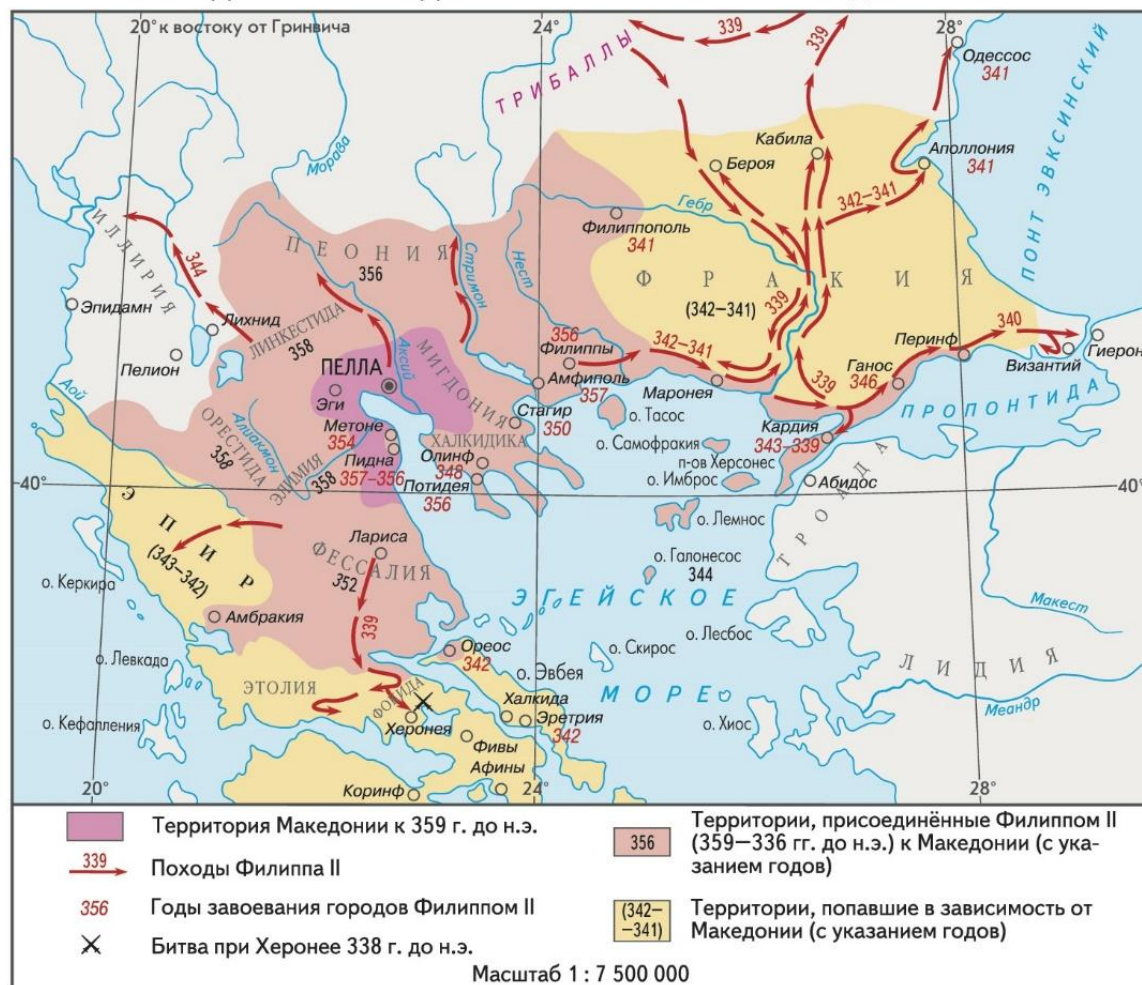 20° к востоку от Гринвича
24°
28°
339
339
ТРИБАЛЛЫ
Одессос
341
ПОНТ ЭВКСИНСКИЙ
Морава
Кабила
Бероя
Аполлония
341
342–341
Гебр
ИЛЛИРИЯ
344
ПЕОНИЯ
356
Стримон
Нест
Филиппополь
341
ФРАКИЯ
(342–341)
339
Эпидамн
Лихнид
ЛИНКЕСТИДА
358
Пелион
ПЕЛЛА
Аксий
МИГДОНИЯ
356
Филиппы
342–341
Амфиполь
357
Маронея
Перинф
340
Ганос
346
Византий
Гиерон
339
ПРОПОНТИДА
Аой
Эги
Стагир
350
о. Тасос
Кардия
343–339
ОРЕСТИДА
358
Алиакмон
Метоне
354
ХАЛКИДИКА
о. Самофракия
ЭЛИМИЯ
358
Пидна
357–356
Олинф
348
Потидея
356
п-ов Херсонес
о. Имброс
Абидос
40°
40°
ТРОАДА
ЭПИР
(343–342)
Лариса
ФЕССАЛИЯ
352
о. Лемнос
о. Галонесос
344
о. Керкира
ЭГЕЙСКОЕ
МОРЕ
Макест
Амбракия
339
Ореос
342
о. Лесбос
о. Скирос
ЛИДИЯ
о. Левкада
о. Эвбея
ЭТОЛИЯ
ФОКИДА
Халкида
Меандр
о. Кефалления
Херонея
Эретрия
342
о. Хиос
Фивы
Афины
Коринф
20°
24°
28°
Территория Македонии к 359 г. до н.э.
339
Походы Филиппа II
356
Годы завоевания городов Филиппом II
Битва при Херонее 338 г. до н.э.
356
Территории, присоединённые Филиппом II
(359–336 гг. до н.э.) к Македонии (с ука-
занием годов)
(342–
–341)
Территории, попавшие в зависимость от
Македонии (с указанием годов)
Масштаб 1 : 7 500 000